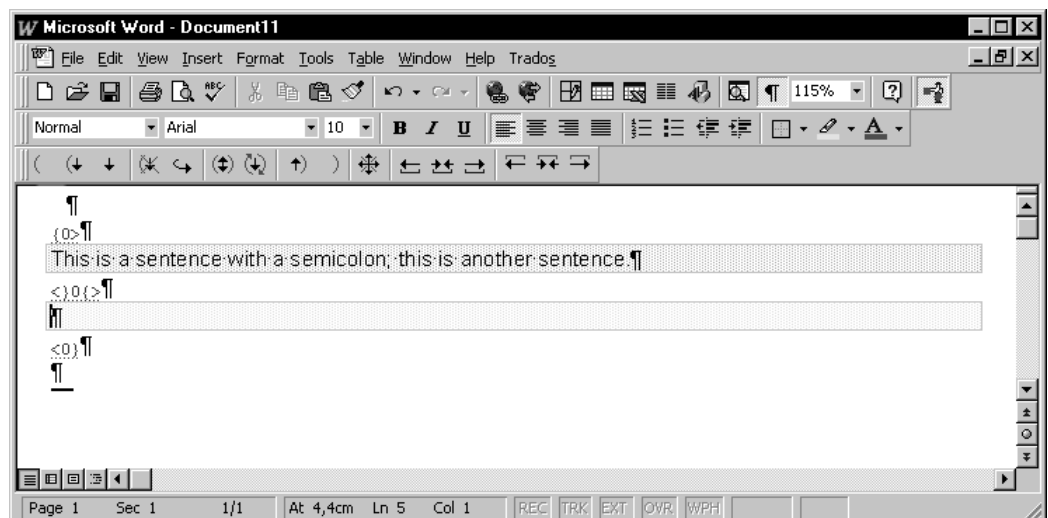 Microsoft Word - Document11
File Edit View Insert Format Tools Table Window Help Trados
ABC 115% ?
Normal Arial 10 B I U A
¶
{0>¶
This·is·a·sentence·with·a·semicolon;·this·is·another·sentence.¶
<}0{>¶
¶
<0}¶
¶
Page 1 Sec 1 1/1 At 4,4cm Ln 5 Col 1 REC TRK EXT OVR WPH